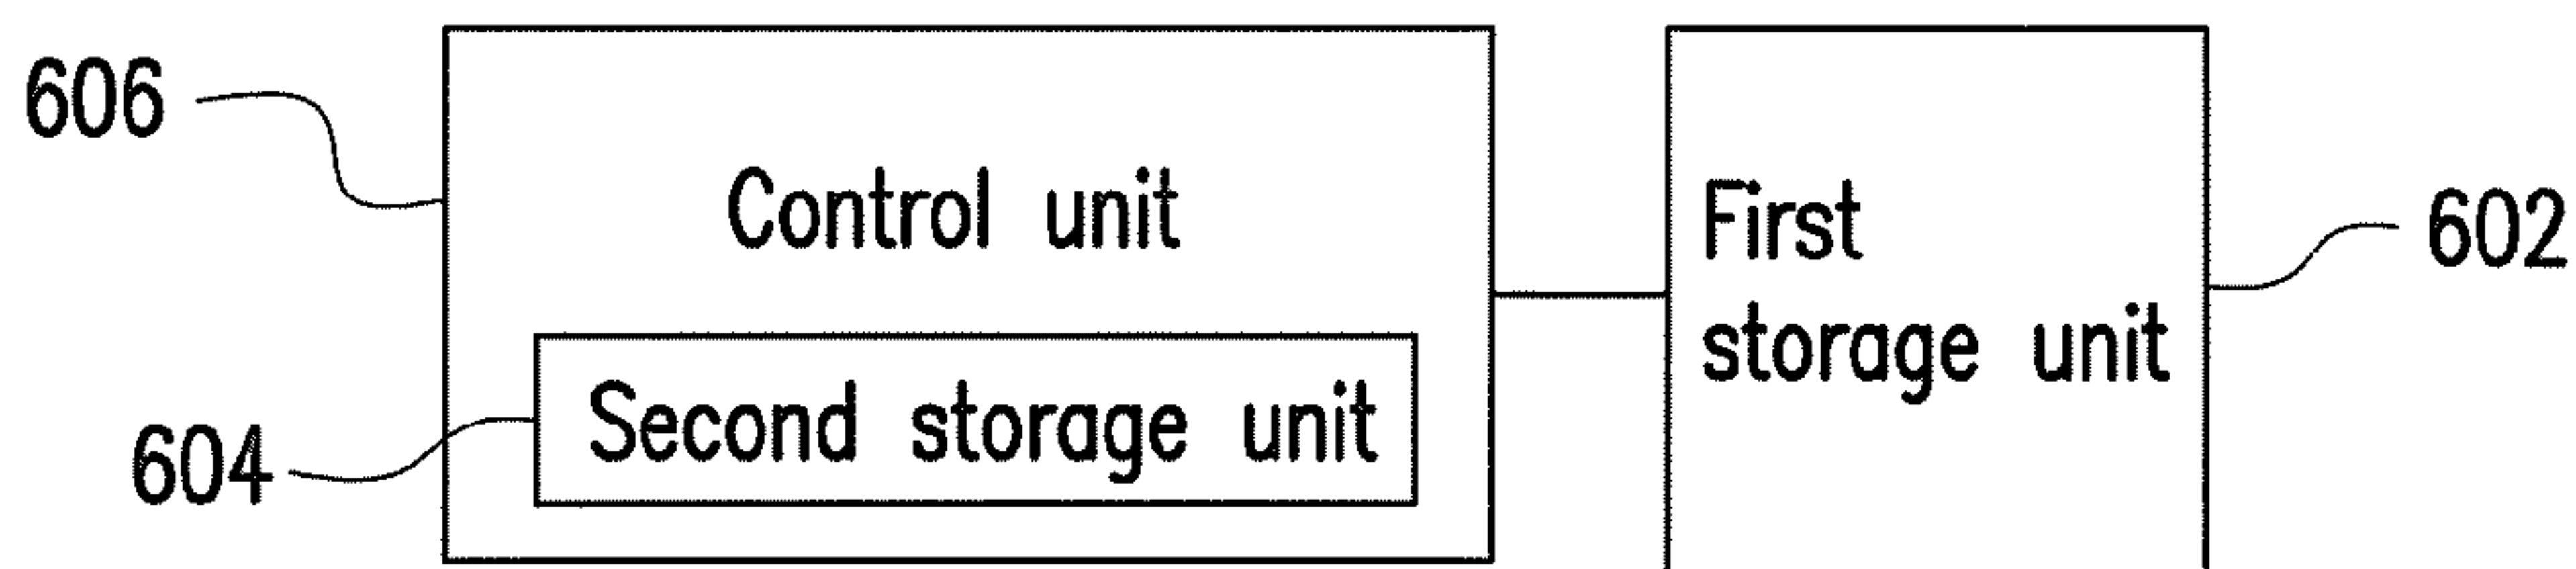 606
Control unit
First
storage unit
602
604
Second storage unit